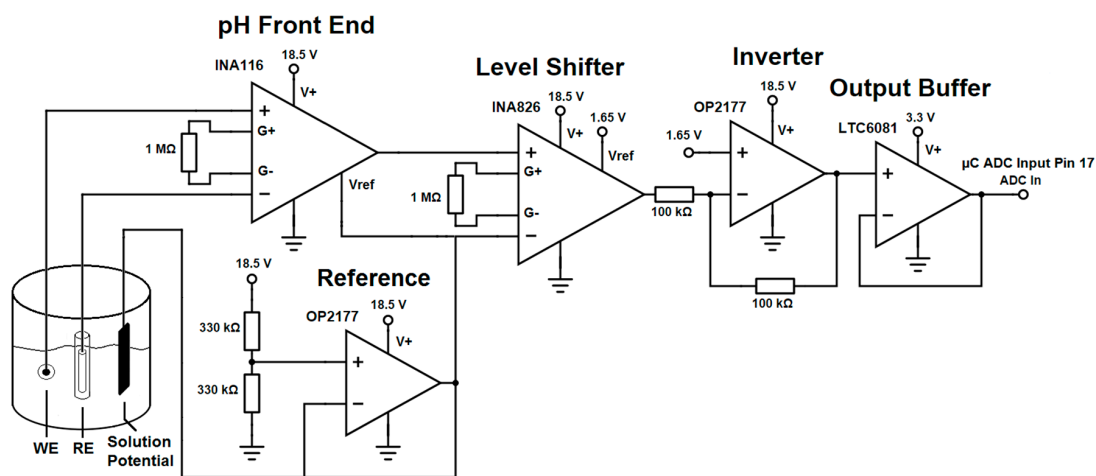 pH Front End
INA116
18.5 V
V+
+
G+
1 MΩ
G-
−
Vref
Level Shifter
INA826
18.5 V
V+
1.65 V
Vref
+
G+
1 MΩ
G-
−
100 kΩ
Inverter
OP2177
18.5 V
V+
1.65 V
+
−
100 kΩ
Output Buffer
LTC6081
3.3 V
V+
+
−
µC ADC Input Pin 17
ADC In
Reference
OP2177
18.5 V
V+
+
−
18.5 V
330 kΩ
330 kΩ
WE
RE
Solution
Potential